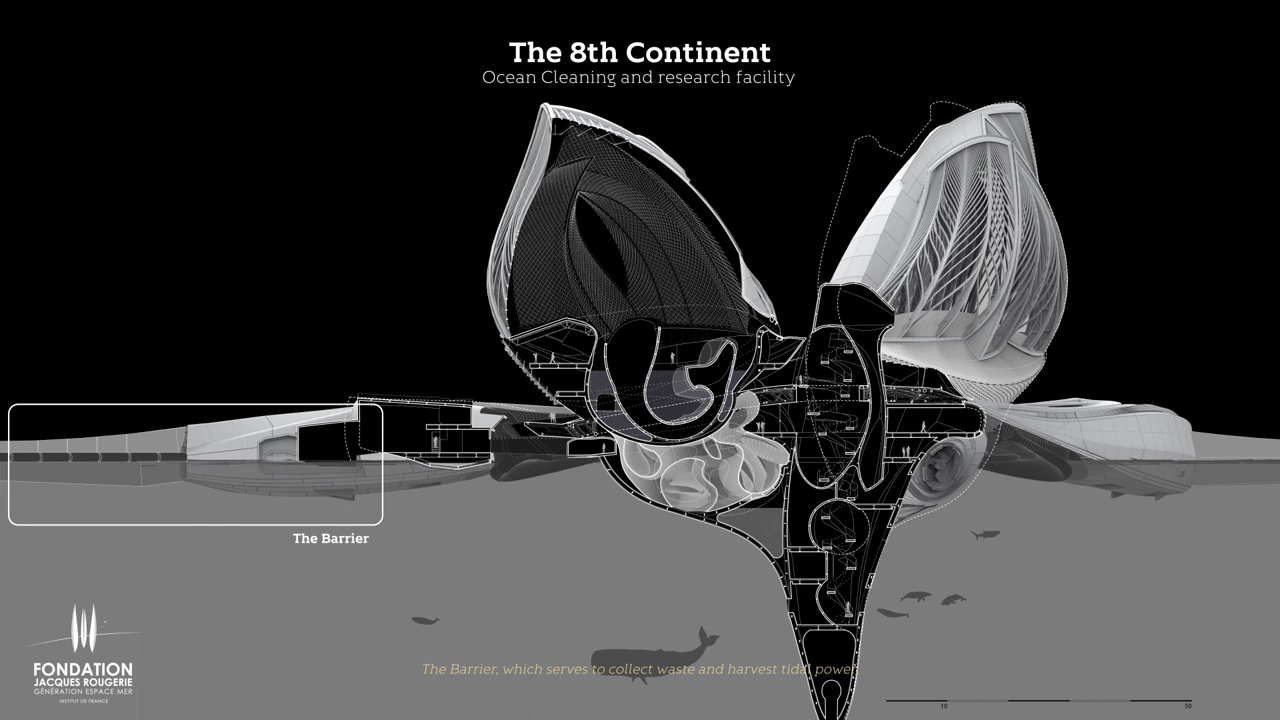 The 8th Continent
Ocean Cleaning and research facility
The Barrier
FONDATION
JACQUES ROUGERIE
GÉNÉRATION ESPACE MER
INSTITUT DE FRANCE
The Barrier, which serves to collect waste and harvest tidal power.
10 50